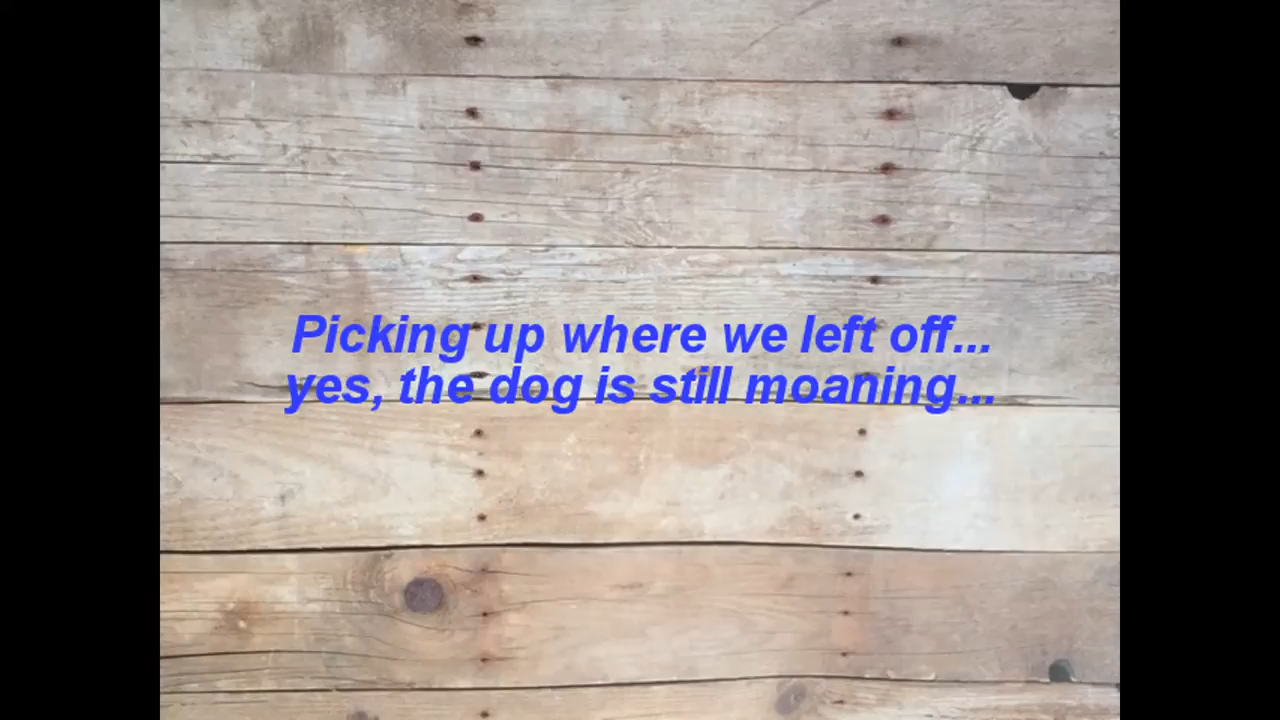 Picking up where we left off...
yes, the dog is still moaning...